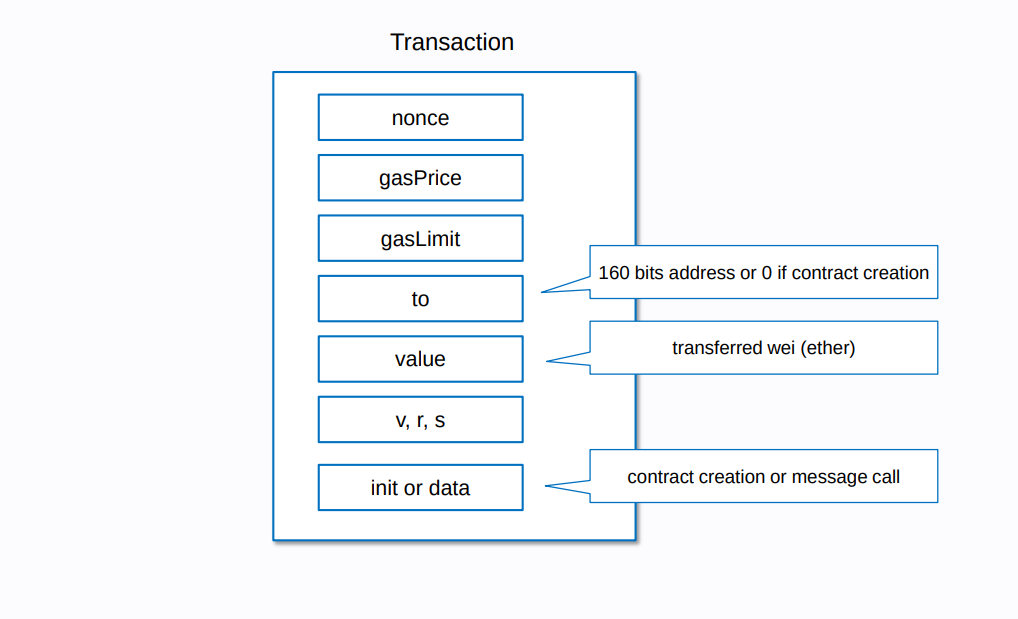 Transaction
nonce
gasPrice
gasLimit
to
160 bits address or 0 if contract creation
value
transferred wei (ether)
v, r, s
init or data
contract creation or message call